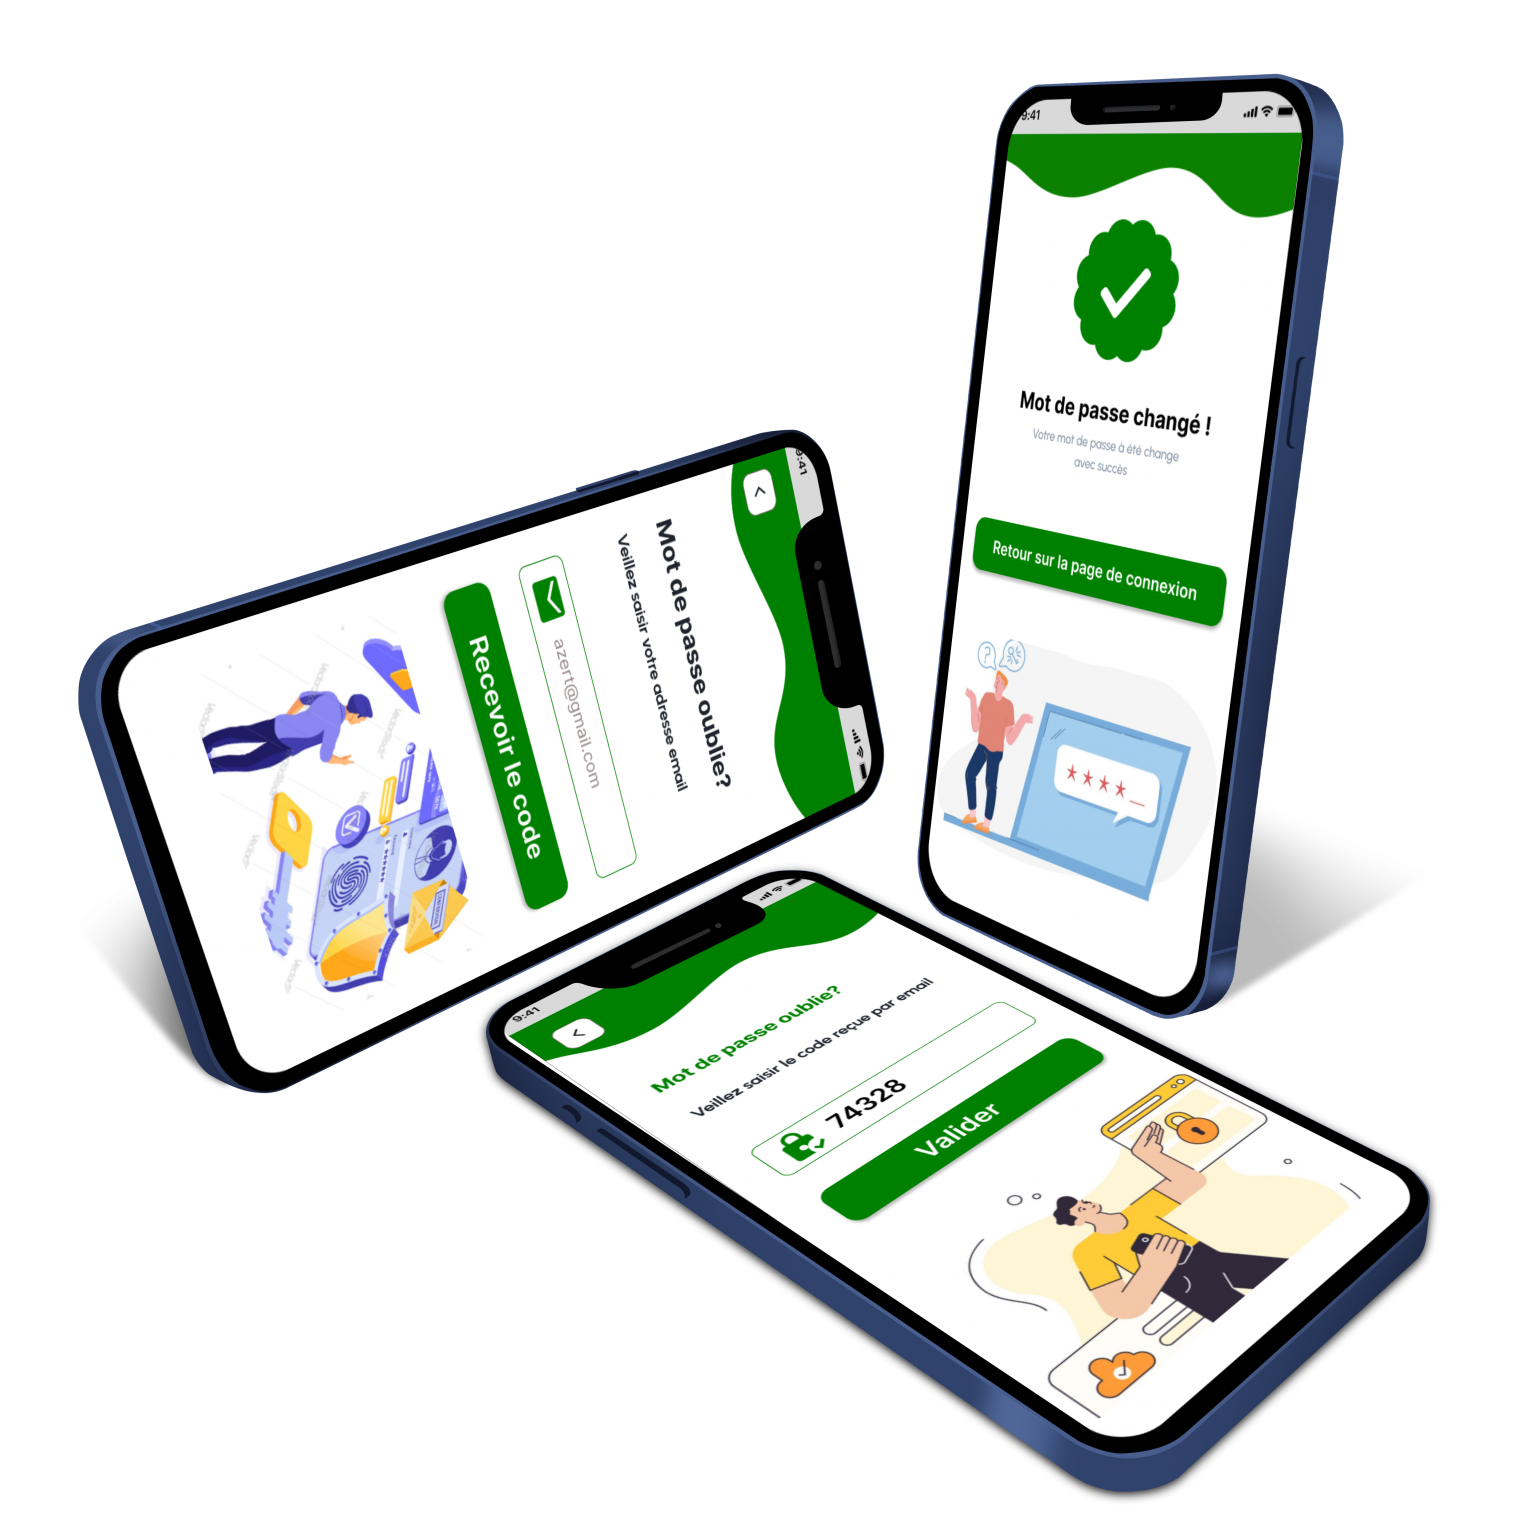 9:41
Mot de passe oublie?
Veillez saisir votre adresse email
azert@gmail.com
Recevoir le code
9:41
Mot de passe changé !
Votre mot de passe à été change
avec succès
Retour sur la page de connexion
9:41
Mot de passe oublie?
Veillez saisir le code reçue par email
74328
Valider